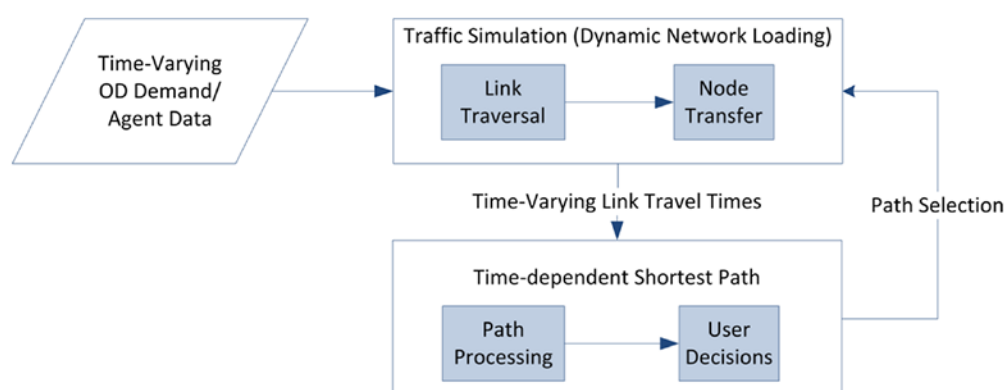 Time-Varying
OD Demand/
Agent Data
Traffic Simulation (Dynamic Network Loading)
Link
Traversal
Node
Transfer
Time-Varying Link Travel Times
Path Selection
Time-dependent Shortest Path
Path
Processing
User
Decisions